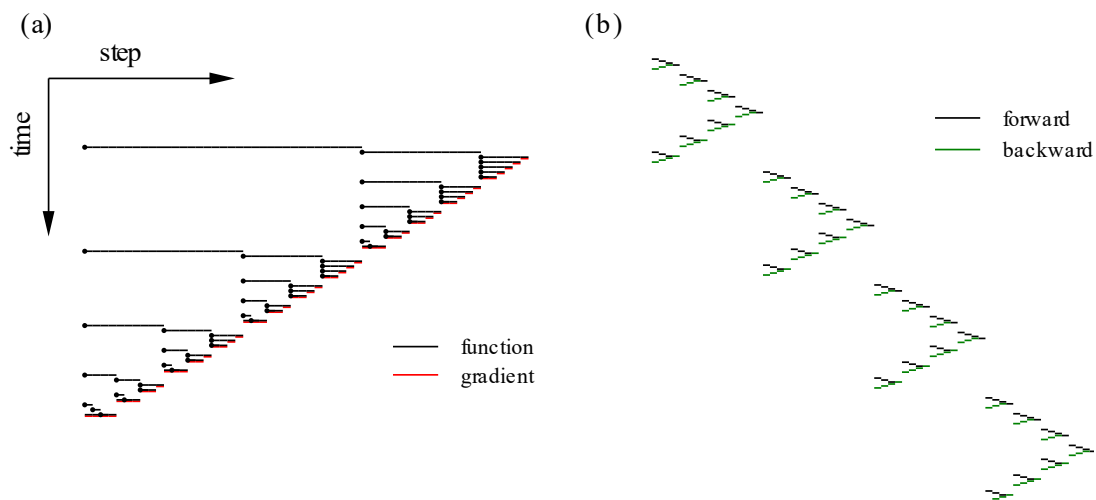 (a)
step
time
function
gradient
(b)
forward
backward